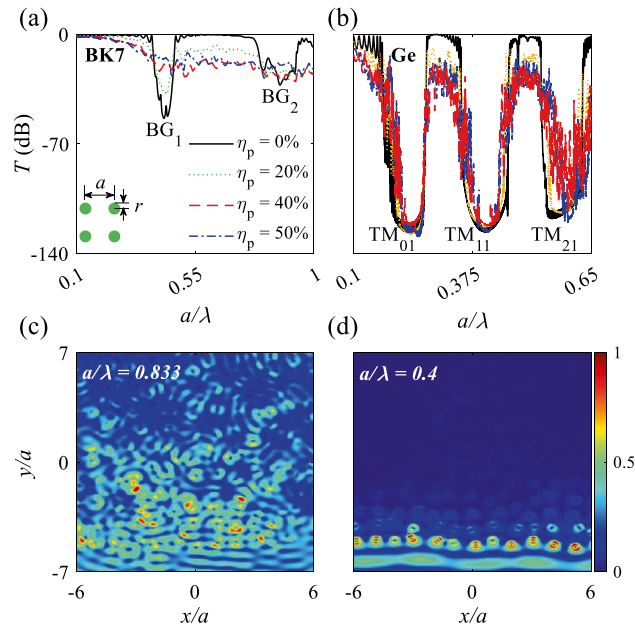 (a)
(b)
0
-70
-140
T (dB)
BK7
BG1
BG2
ηp = 0%
ηp = 20%
ηp = 40%
ηp = 50%
a
r
0.1
0.55
1
a/λ
Ge
TM01
TM11
TM21
0.1
0.375
0.65
a/λ
(c)
(d)
7
0
-7
y/a
a/λ = 0.833
-6
0
6
x/a
a/λ = 0.4
-6
0
6
x/a
1
0.5
0